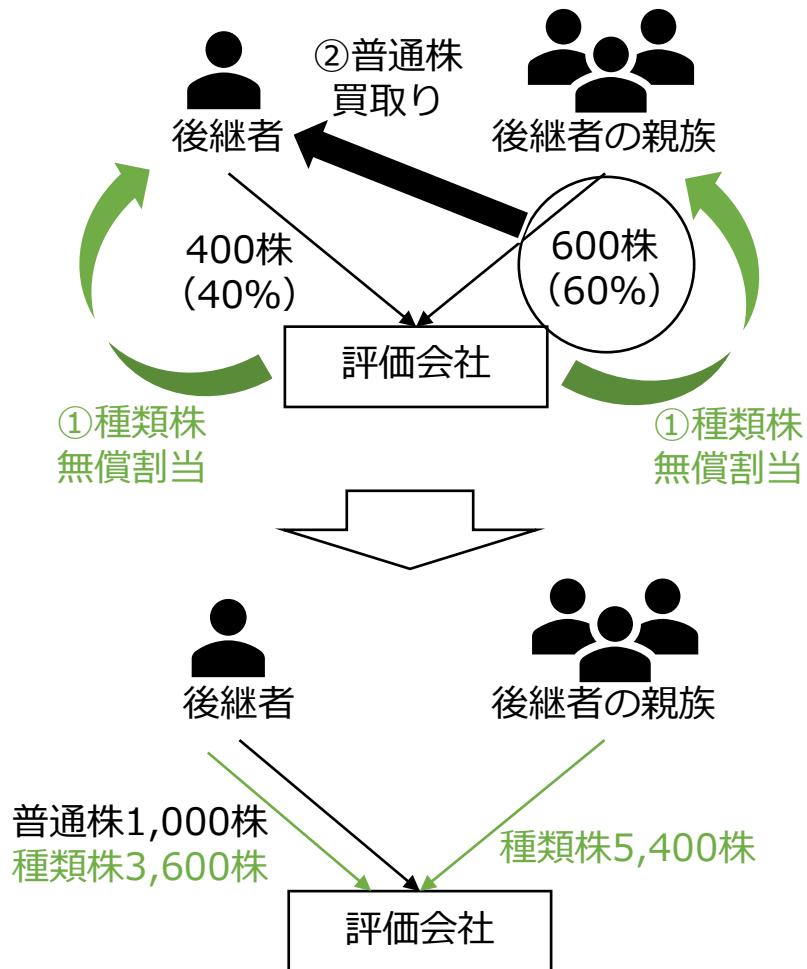 ②普通株
買取り
後継者
後継者の親族
400株
(40%)
600株
(60%)
評価会社
①種類株
無償割当
①種類株
無償割当
後継者
後継者の親族
普通株1,000株
種類株3,600株
種類株5,400株
評価会社